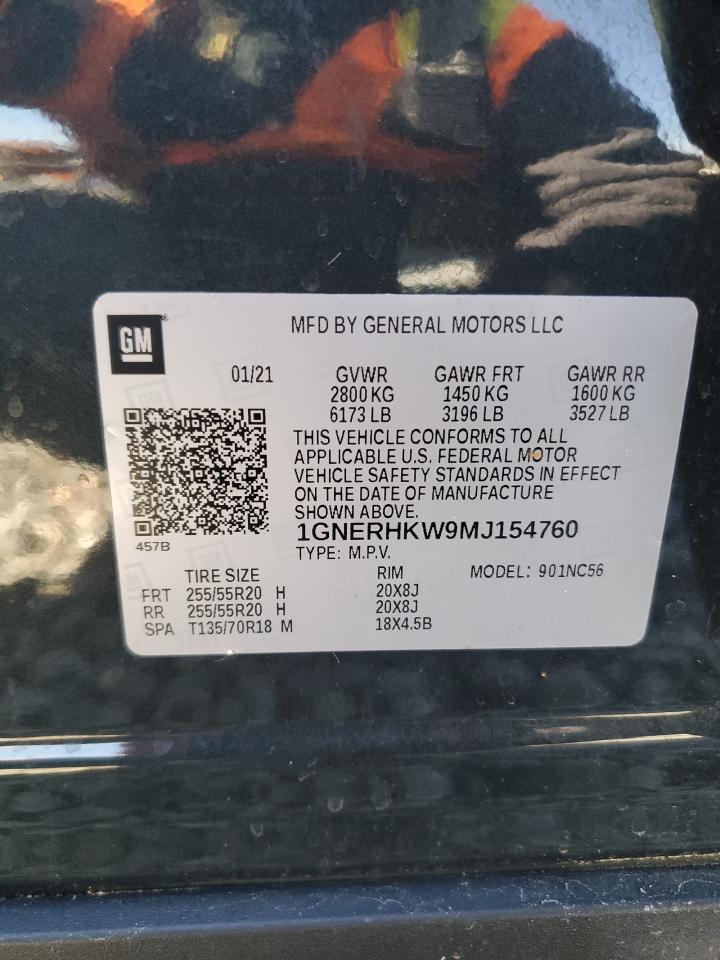 GM
MFD BY GENERAL MOTORS LLC
01/21 GVWR GAWR FRT GAWR RR
2800 KG 1450 KG 1600 KG
6173 LB 3196 LB 3527 LB
THIS VEHICLE CONFORMS TO ALL
APPLICABLE U.S. FEDERAL MOTOR
VEHICLE SAFETY STANDARDS IN EFFECT
ON THE DATE OF MANUFACTURE
SHOWN ABOVE.
457B
1GNERHKW9MJ154760
TYPE: M.P.V.
TIRE SIZE RIM MODEL: 901NC56
FRT 255/55R20 H 20X8J
RR 255/55R20 H 20X8J
SPA T135/70R18 M 18X4.5B